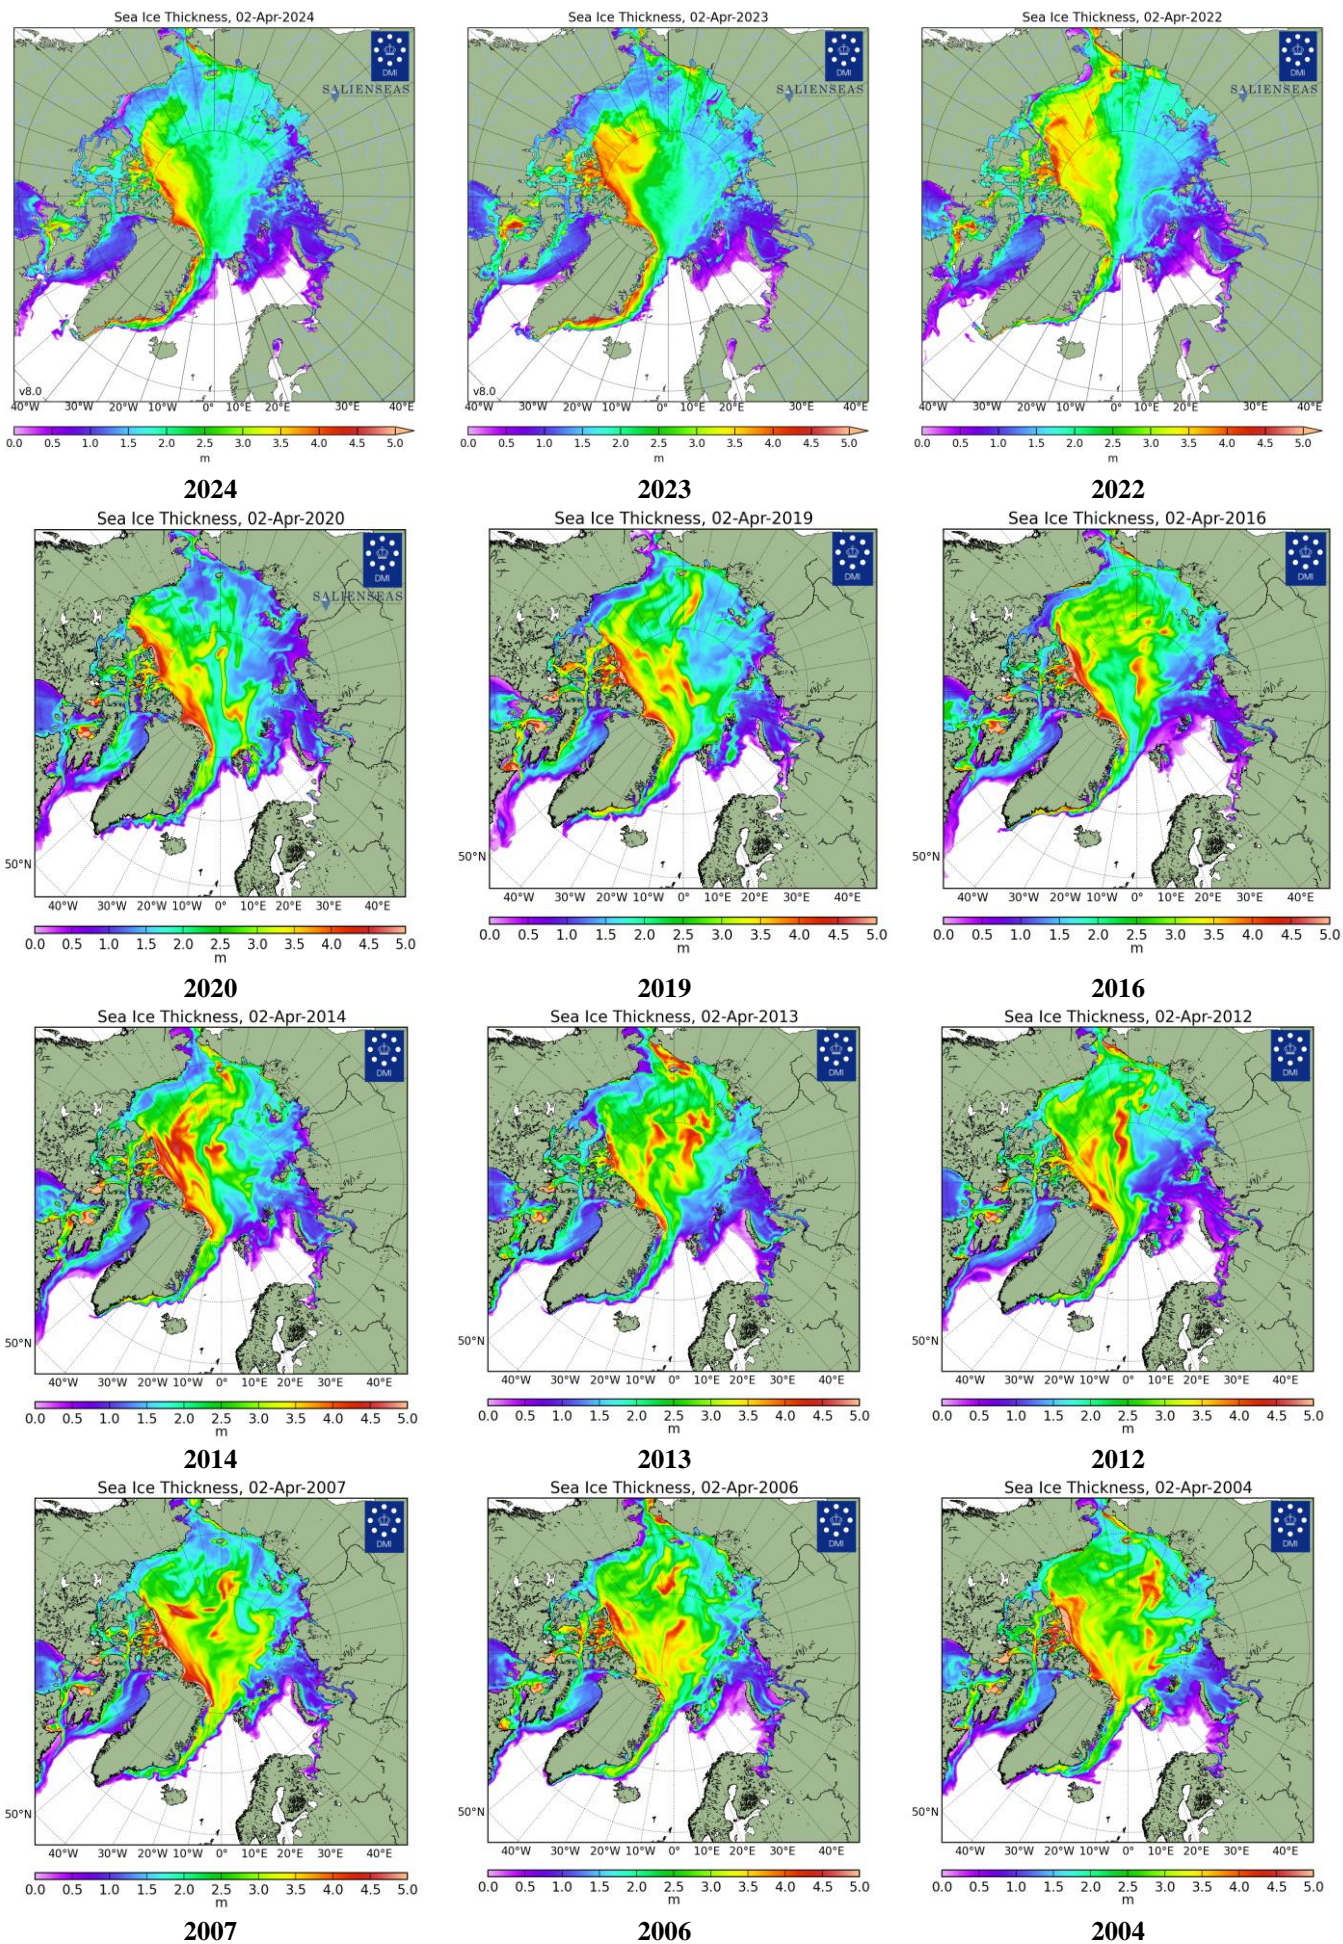 Sea Ice Thickness, 02-Apr-2024
Sea Ice Thickness, 02-Apr-2023
Sea Ice Thickness, 02-Apr-2022
DMI
DMI
DMI
SALIENSEAS
SALIENSEAS
SALIENSEAS
v8.0
v8.0
40°W 30°W 20°W 10°W 0° 10°E 20°E 30°E 40°E
40°W 30°W 20°W 10°W 0° 10°E 20°E 30°E 40°E
40°W 30°W 20°W 10°W 0° 10°E 20°E 30°E 40°E
0.0 0.5 1.0 1.5 2.0 2.5 3.0 3.5 4.0 4.5 5.0
0.0 0.5 1.0 1.5 2.0 2.5 3.0 3.5 4.0 4.5 5.0
0.0 0.5 1.0 1.5 2.0 2.5 3.0 3.5 4.0 4.5 5.0
m
m
m
2024
2023
2022
Sea Ice Thickness, 02-Apr-2020
Sea Ice Thickness, 02-Apr-2019
Sea Ice Thickness, 02-Apr-2016
DMI
DMI
DMI
SALIENSEAS
50°N
50°N
50°N
40°W 30°W 20°W 10°W 0° 10°E 20°E 30°E 40°E
40°W 30°W 20°W 10°W 0° 10°E 20°E 30°E 40°E
40°W 30°W 20°W 10°W 0° 10°E 20°E 30°E 40°E
0.0 0.5 1.0 1.5 2.0 2.5 3.0 3.5 4.0 4.5 5.0
0.0 0.5 1.0 1.5 2.0 2.5 3.0 3.5 4.0 4.5 5.0
0.0 0.5 1.0 1.5 2.0 2.5 3.0 3.5 4.0 4.5 5.0
m
m
m
2020
2019
2016
Sea Ice Thickness, 02-Apr-2014
Sea Ice Thickness, 02-Apr-2013
Sea Ice Thickness, 02-Apr-2012
DMI
DMI
DMI
50°N
50°N
50°N
40°W 30°W 20°W 10°W 0° 10°E 20°E 30°E 40°E
40°W 30°W 20°W 10°W 0° 10°E 20°E 30°E 40°E
40°W 30°W 20°W 10°W 0° 10°E 20°E 30°E 40°E
0.0 0.5 1.0 1.5 2.0 2.5 3.0 3.5 4.0 4.5 5.0
0.0 0.5 1.0 1.5 2.0 2.5 3.0 3.5 4.0 4.5 5.0
0.0 0.5 1.0 1.5 2.0 2.5 3.0 3.5 4.0 4.5 5.0
m
m
m
2014
2013
2012
Sea Ice Thickness, 02-Apr-2007
Sea Ice Thickness, 02-Apr-2006
Sea Ice Thickness, 02-Apr-2004
DMI
DMI
DMI
50°N
50°N
50°N
40°W 30°W 20°W 10°W 0° 10°E 20°E 30°E 40°E
40°W 30°W 20°W 10°W 0° 10°E 20°E 30°E 40°E
40°W 30°W 20°W 10°W 0° 10°E 20°E 30°E 40°E
0.0 0.5 1.0 1.5 2.0 2.5 3.0 3.5 4.0 4.5 5.0
0.0 0.5 1.0 1.5 2.0 2.5 3.0 3.5 4.0 4.5 5.0
0.0 0.5 1.0 1.5 2.0 2.5 3.0 3.5 4.0 4.5 5.0
m
m
m
2007
2006
2004